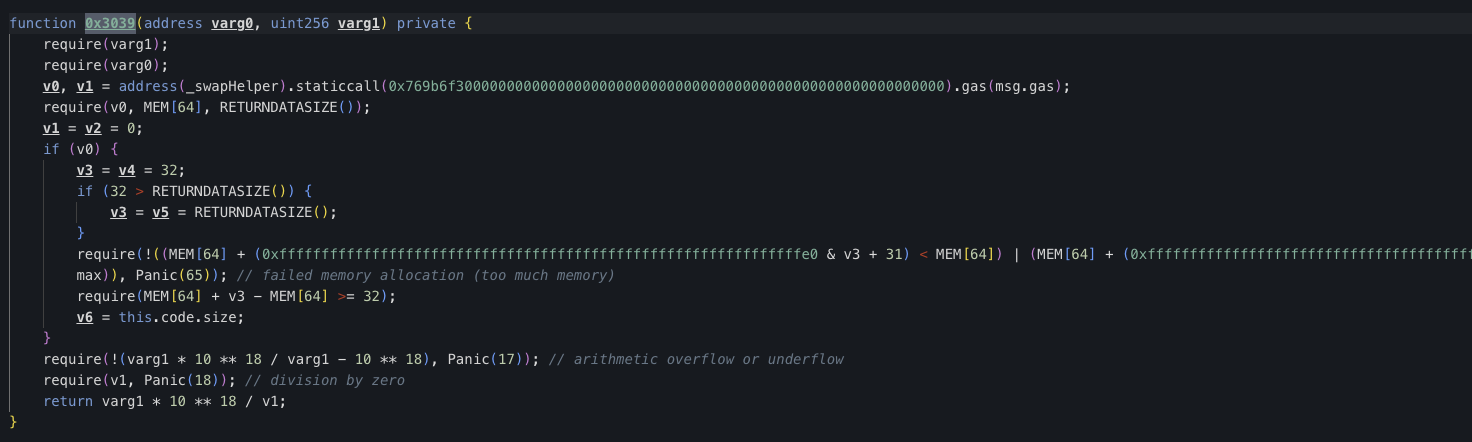 function 0x3039(address varg0, uint256 varg1) private {
require(varg1);
require(varg0);
v0, v1 = address(_swapHelper).staticcall(0x769b6f3000000000000000000000000000000000000000000000000000000000).gas(msg.gas);
require(v0, MEM[64], RETURNDATASIZE());
v1 = v2 = 0;
if (v0) {
v3 = v4 = 32;
if (32 > RETURNDATASIZE()) {
v3 = v5 = RETURNDATASIZE();
}
require(!((MEM[64] + (0xffffffffffffffffffffffffffffffffffffffffffffffffffffffffffffffe0 & v3 + 31) < MEM[64]) | (MEM[64] + (0xffffffffffffffffffffffffffffffffffffff
max)), Panic(65)); // failed memory allocation (too much memory)
require(MEM[64] + v3 - MEM[64] >= 32);
v6 = this.code.size;
}
require(!(varg1 * 10 ** 18 / varg1 - 10 ** 18), Panic(17)); // arithmetic overflow or underflow
require(v1, Panic(18)); // division by zero
return varg1 * 10 ** 18 / v1;
}